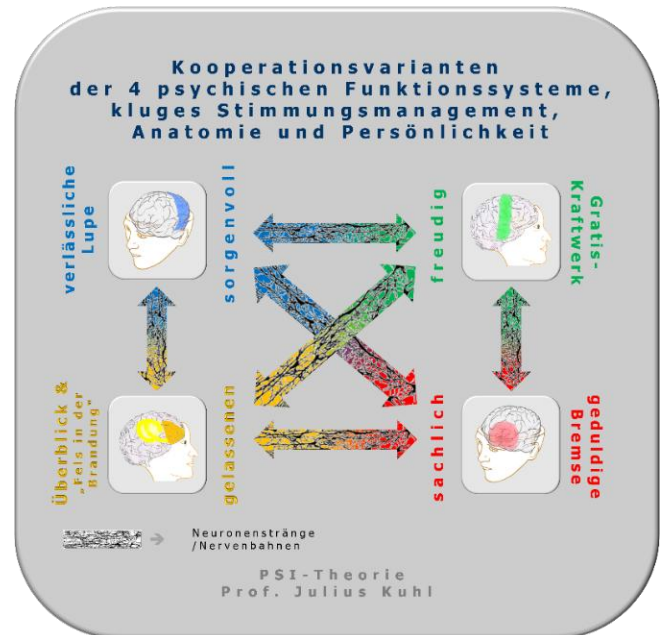 Kooperationsvarianten
der 4 psychischen Funktionssysteme,
kluges Stimmungsmanagement,
Anatomie und Persönlichkeit
verlässliche
Lupe
sorgenvoll
freudig
Gratis-
Kraftwerk
Überblick &
„Fels in der
Brandung“
gelassenen
sachlich
geduldige
Bremse
Neuronenstränge
/Nervenbahnen
PSI-Theorie
Prof. Julius Kuhl